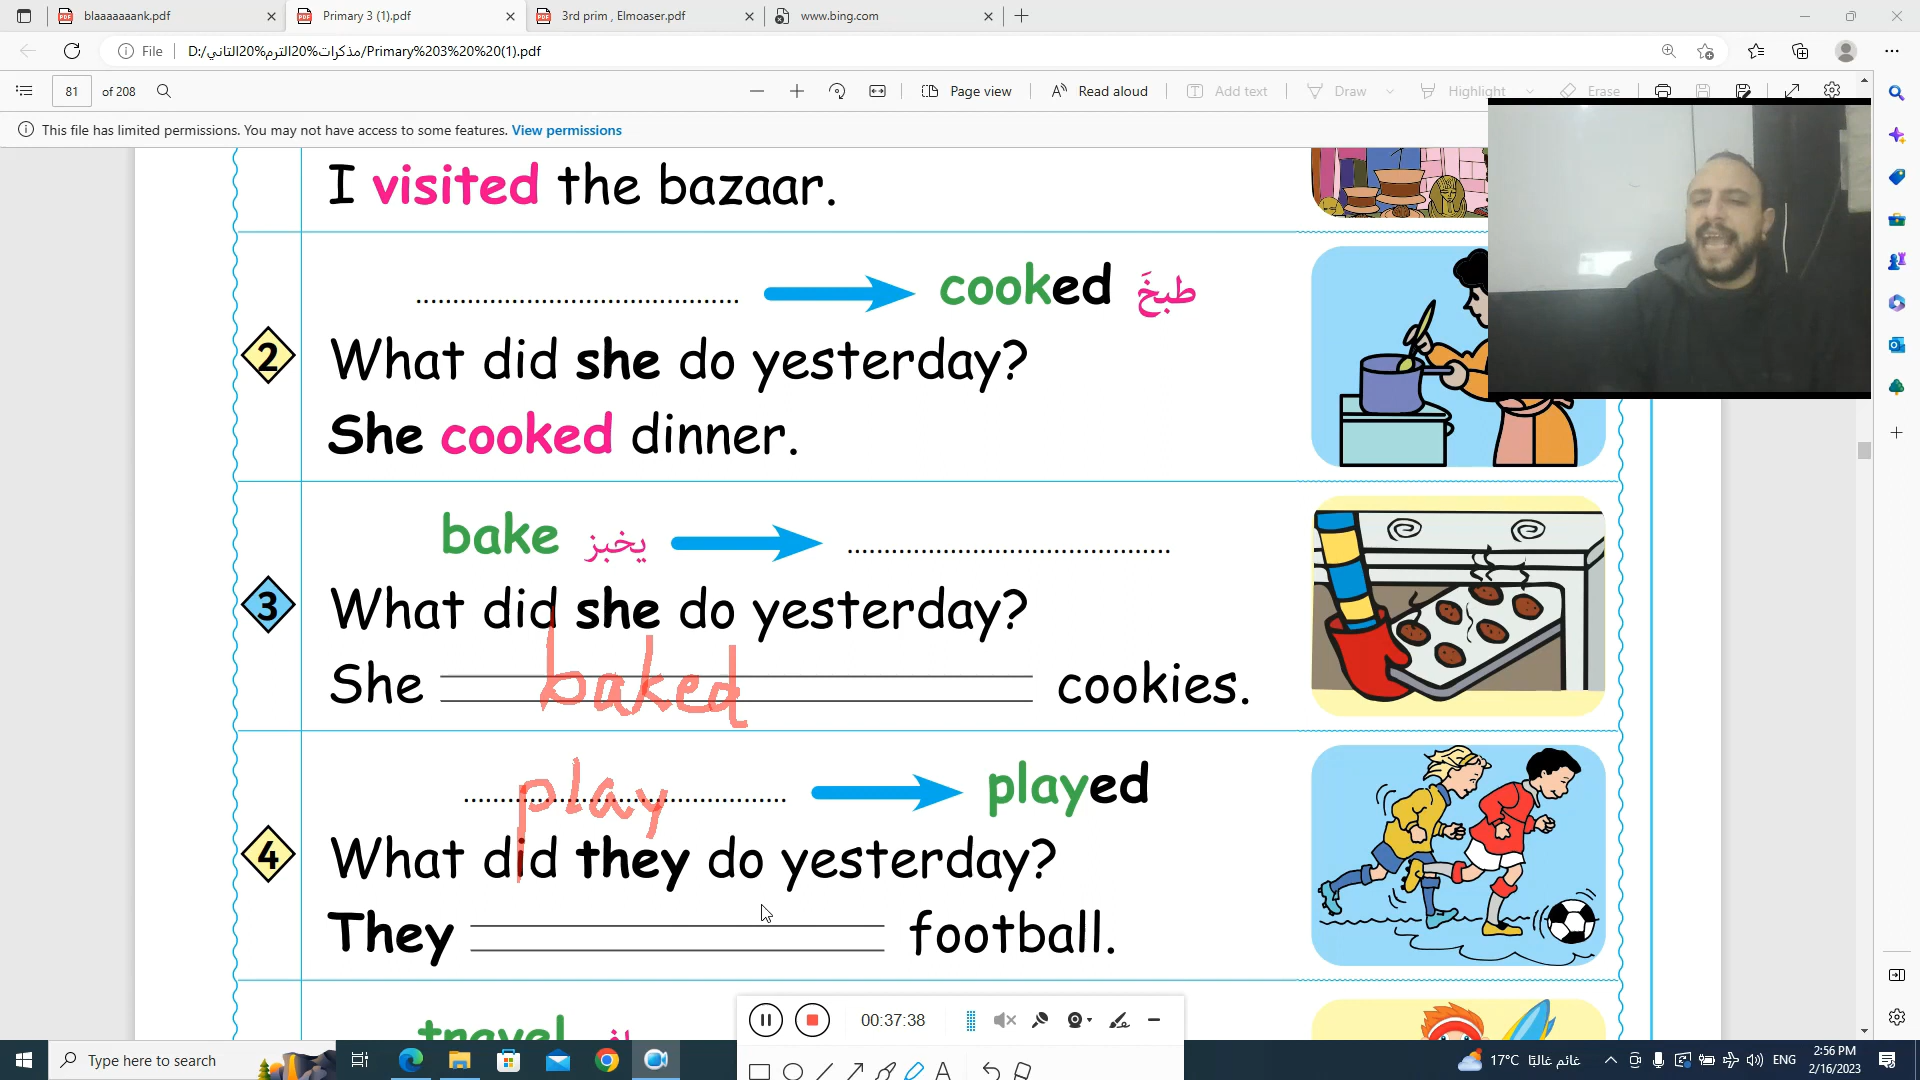 blaaaaaaank.pdf
Primary 3 (1).pdf
3rd prim , Elmoaser.pdf
www.bing.com
File
D:/مذكرات%20الترم%20التاني/Primary%203%20%20(1).pdf
81 of 208
Page view
Read aloud
Add text
Draw
Highlight
Erase
This file has limited permissions. You may not have access to some features. View permissions
I visited the bazaar.
........................................ cooked طبخَ
2 What did she do yesterday?
She cooked dinner.
bake يخبز ........................................
3 What did she do yesterday?
She baked cookies.
play played
4 What did they do yesterday?
They football.
travel
00:37:38
Type here to search
17°C غائم غالبًا
ENG
2:56 PM
2/16/2023